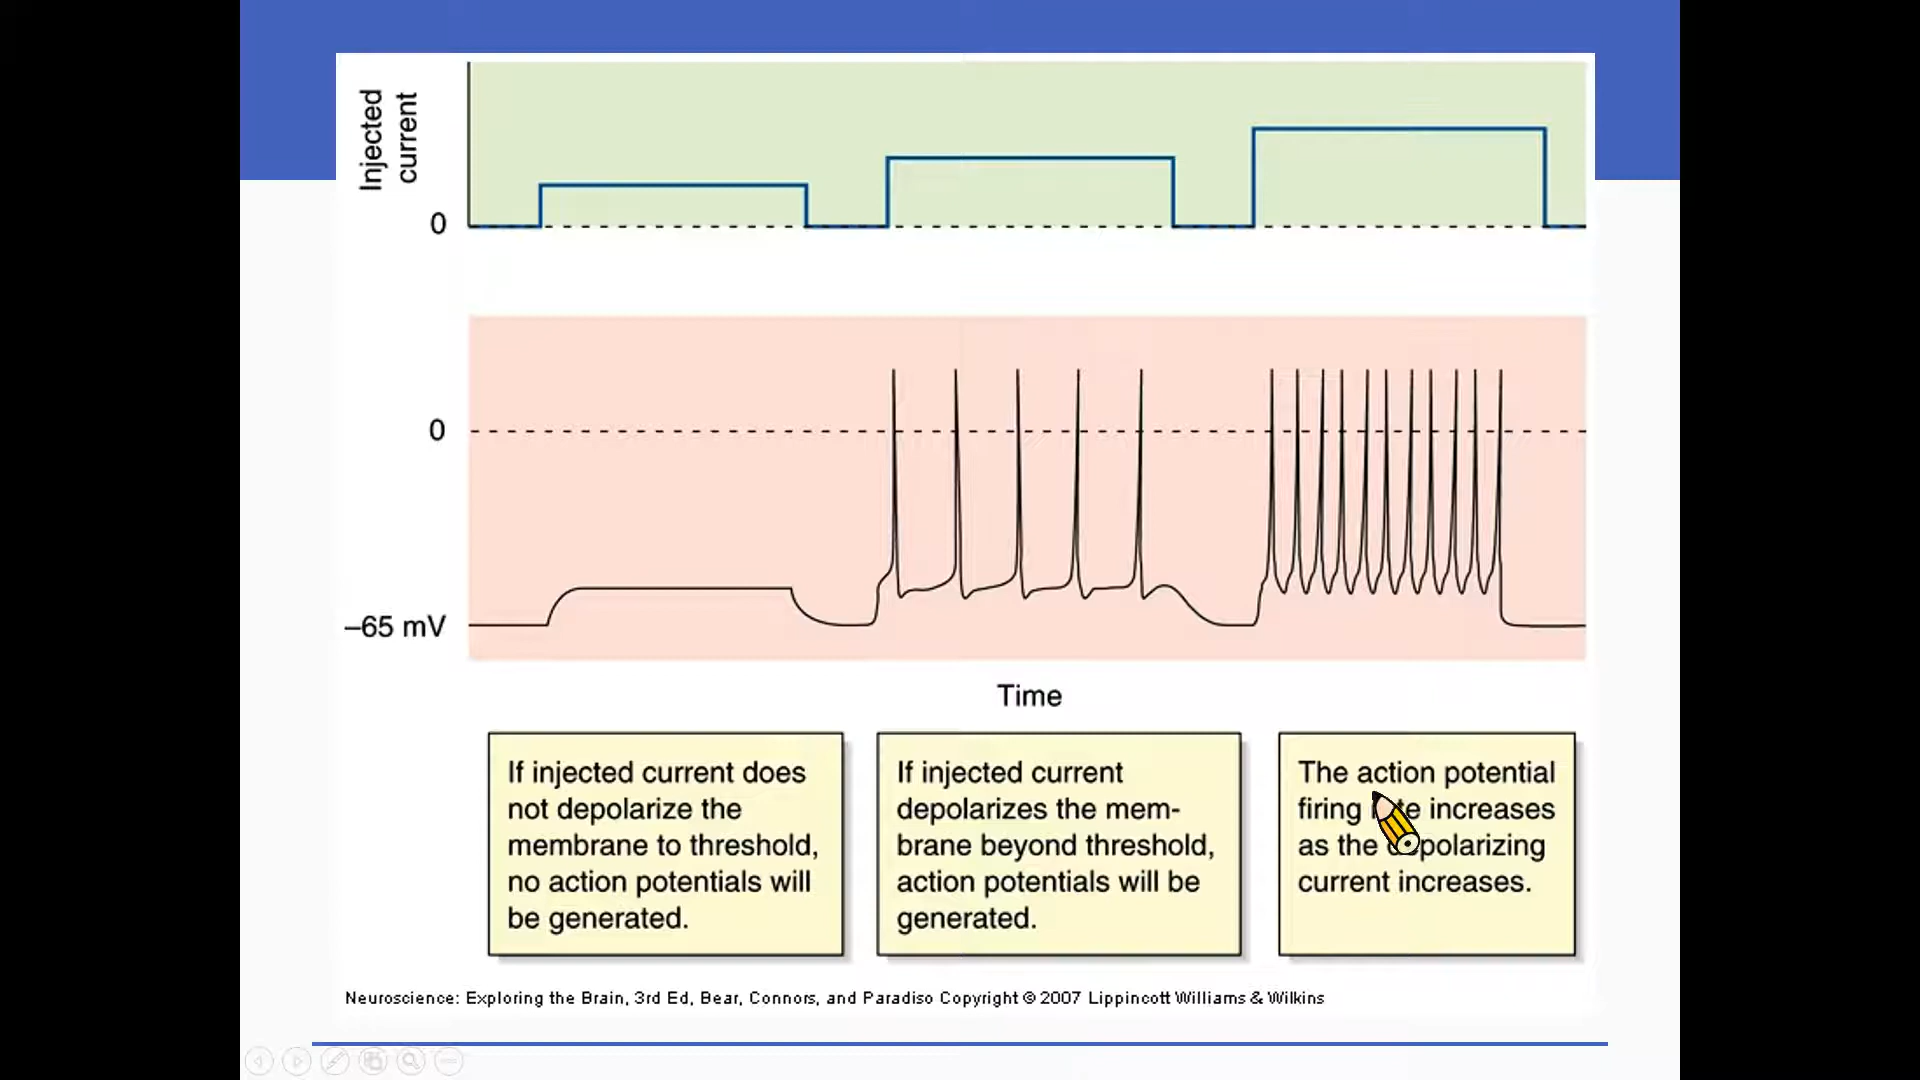 Injected
current
0
0
–65 mV
Time
If injected current does
not depolarize the
membrane to threshold,
no action potentials will
be generated.
If injected current
depolarizes the mem-
brane beyond threshold,
action potentials will be
generated.
The action potential
firing increases
as the
current increases.
Neuroscience: Exploring the Brain, 3rd Ed, Bear, Connors, and Paradiso Copyright © 2007 Lippincott Williams & Wilkins